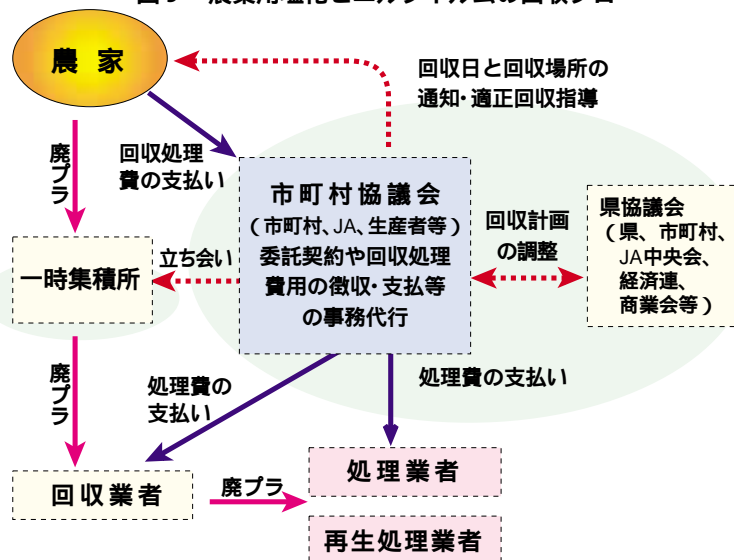 農 家
回収日と回収場所の
通知・適正回収指導
廃プラ
回収処理
費の支払い
市町村協議会
（市町村、JA、生産者等）
委託契約や回収処理
費用の徴収・支払等
の事務代行
回収計画
の調整
県協議会
（県、市町村、
JA中央会、
経済連、
商業会等）
立ち会い
一時集積所
廃プラ
処理費の
支払い
処理費の支払い
回収業者
廃プラ
処理業者
再生処理業者